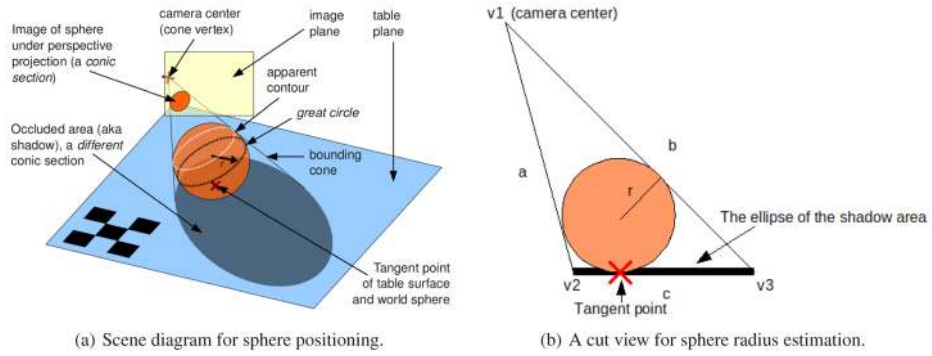 camera center
(cone vertex)
image
plane
table
plane
Image of sphere
under perspective
projection (a conic
section)
apparent
contour
great circle
Occluded area (aka
shadow), a different
conic section
r
bounding
cone
Tangent point
of table surface
and world sphere
(a) Scene diagram for sphere positioning.
v1 (camera center)
a
b
r
The ellipse of the shadow area
v2
c
v3
Tangent point
(b) A cut view for sphere radius estimation.